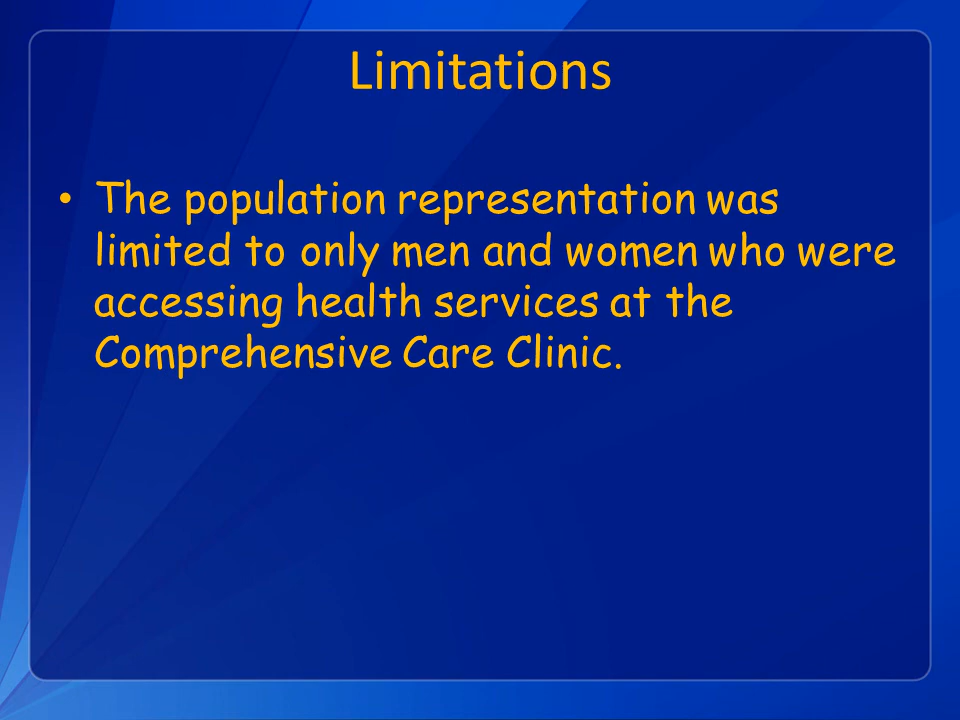 Limitations
• The population representation was
limited to only men and women who were
accessing health services at the
Comprehensive Care Clinic.